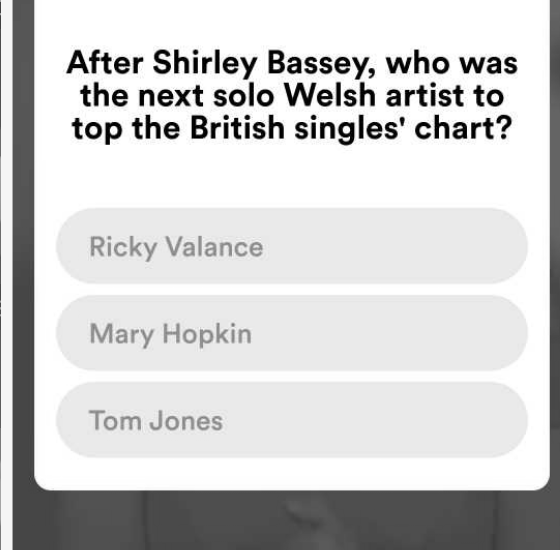 After Shirley Bassey, who was
the next solo Welsh artist to
top the British singles' chart?
Ricky Valance
Mary Hopkin
Tom Jones